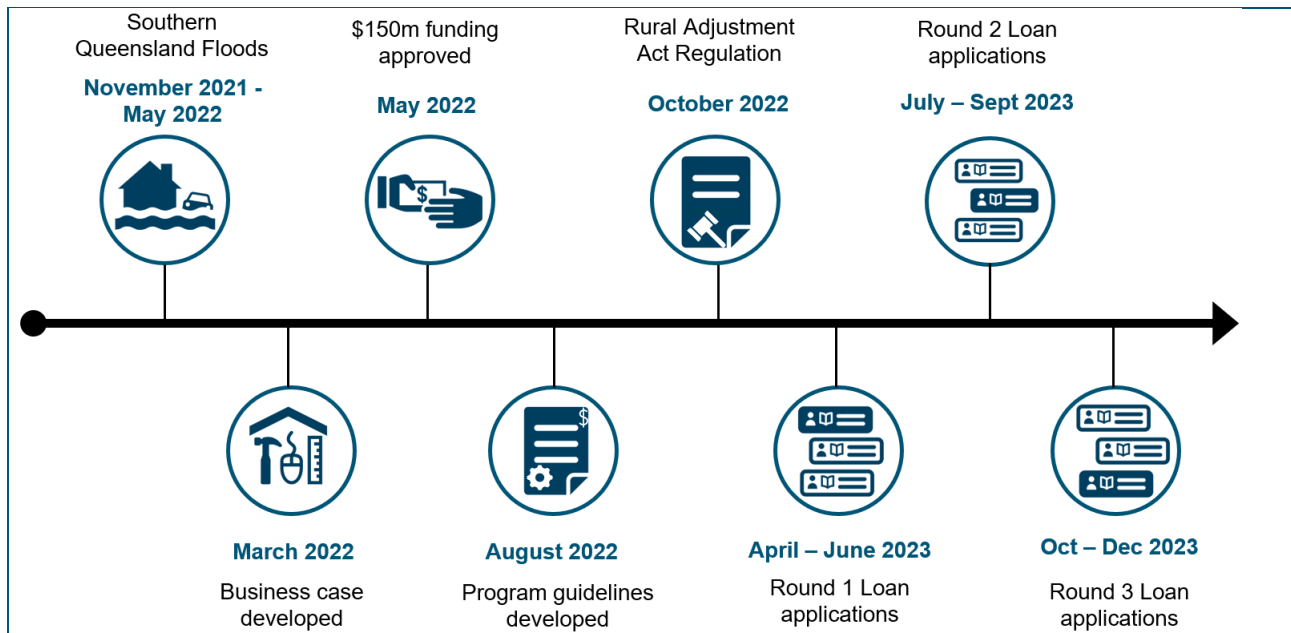 Southern
Queensland Floods
November 2021 -
May 2022
$150m funding
approved
May 2022
$
Rural Adjustment
Act Regulation
October 2022
Round 2 Loan
applications
July – Sept 2023
March 2022
Business case
developed
$
August 2022
Program guidelines
developed
April – June 2023
Round 1 Loan
applications
Oct – Dec 2023
Round 3 Loan
applications